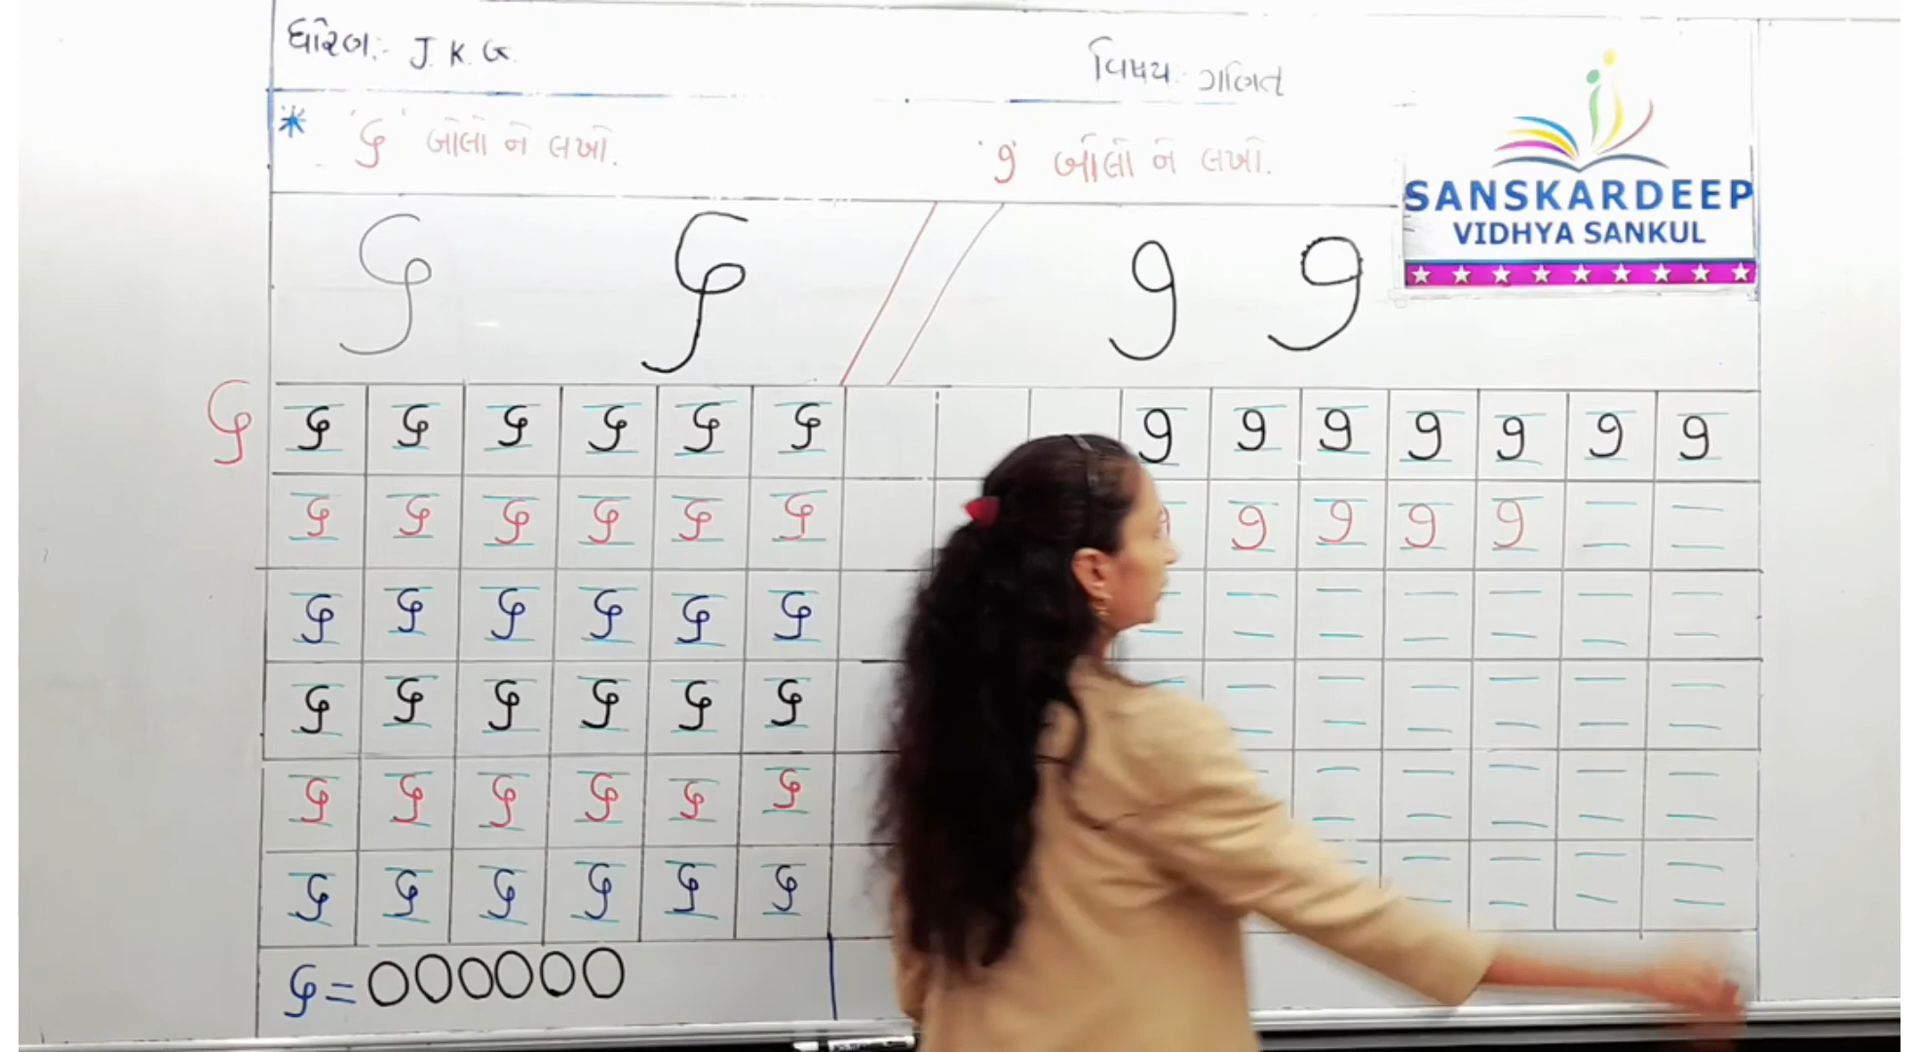 ધોરણ:- J.K.G.
વિષય:- ગણિત
* '૬' બોલો ને લખો.
'૭' બોલો ને લખો.
SANSKARDEEP
VIDHYA SANKUL
૬ ૬ ૭ ૭
૬ ૬ ૬ ૬ ૬ ૬ ૬ ૭ ૭ ૭ ૭ ૭ ૭ ૭
૬ ૬ ૬ ૬ ૬ ૬ ૭ ૭ ૭ ૭
૬ ૬ ૬ ૬ ૬ ૬
૬ ૬ ૬ ૬ ૬ ૬
૬ ૬ ૬ ૬ ૬ ૬
૬ ૬ ૬ ૬ ૬ ૬
૬ = OOOOOO